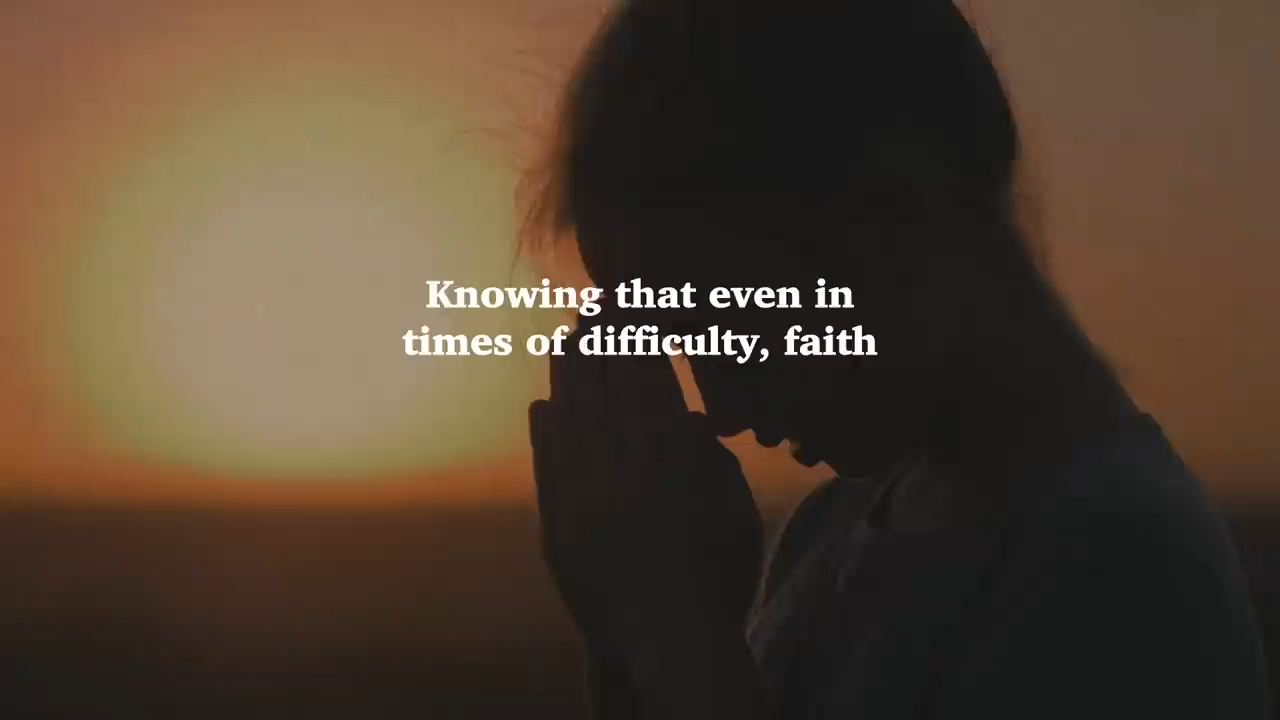 Knowing that even in
times of difficulty, faith